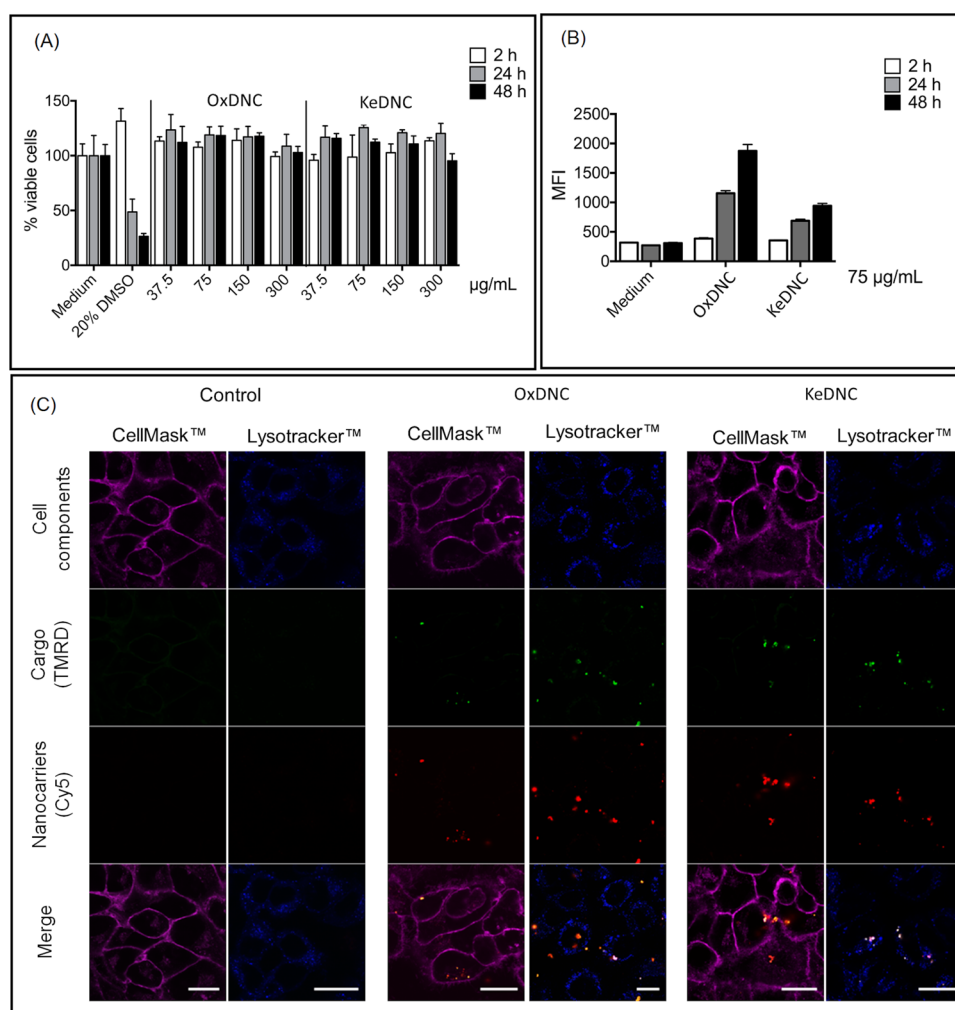 (A)
2 h
24 h
48 h
OxDNC KeDNC
% viable cells
150
100
50
0
Medium 20% DMSO 37.5 75 150 300 37.5 75 150 300 µg/mL
(B)
2 h
24 h
48 h
MFI
2500
2000
1500
1000
500
0
Medium OxDNC KeDNC 75 µg/mL
(C)
Control OxDNC KeDNC
CellMask™ Lysotracker™ CellMask™ Lysotracker™ CellMask™ Lysotracker™
Cell
components
Cargo
(TMRD)
Nanocarriers
(Cy5)
Merge